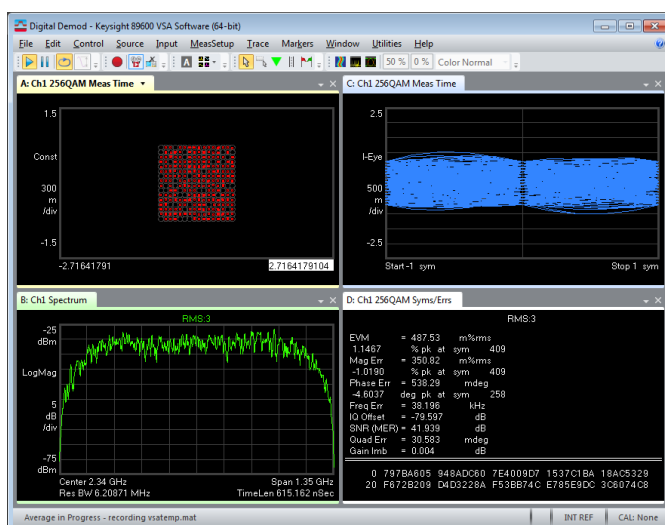 Digital Demod - Keysight 89600 VSA Software (64-bit)
File Edit Control Source Input MeasSetup Trace Markers Window Utilities Help
A 50 % 0 % Color Normal
A: Ch1 256QAM Meas Time
1.5
Const
300
m
/div
-1.5
-2.71641791 2.7164179104
C: Ch1 256QAM Meas Time
2.5
I-Eye
500
m
/div
-2.5
Start-1 sym Stop 1 sym
B: Ch1 Spectrum
RMS:3
-25
dBm
LogMag
5
dB
/div
-75
dBm
Center 2.34 GHz Span 1.35 GHz
Res BW 6.20871 MHz TimeLen 615.162 nSec
D: Ch1 256QAM Syms/Errs
RMS:3
EVM = 487.53 m%rms
1.1467 % pk at sym 409
Mag Err = 350.82 m%rms
-1.0190 % pk at sym 409
Phase Err = 538.29 mdeg
-4.6037 deg pk at sym 258
Freq Err = 38.196 kHz
IQ Offset = -79.597 dB
SNR (MER) = 41.939 dB
Quad Err = 30.583 mdeg
Gain Imb = 0.004 dB
0 797BA605 948ADC60 7E4009D7 1537C1BA 18AC5329
20 F672B209 D4D3228A F53BB74C E785E9DC 3C6074C8
Average in Progress - recording vsatemp.mat INT REF CAL: None